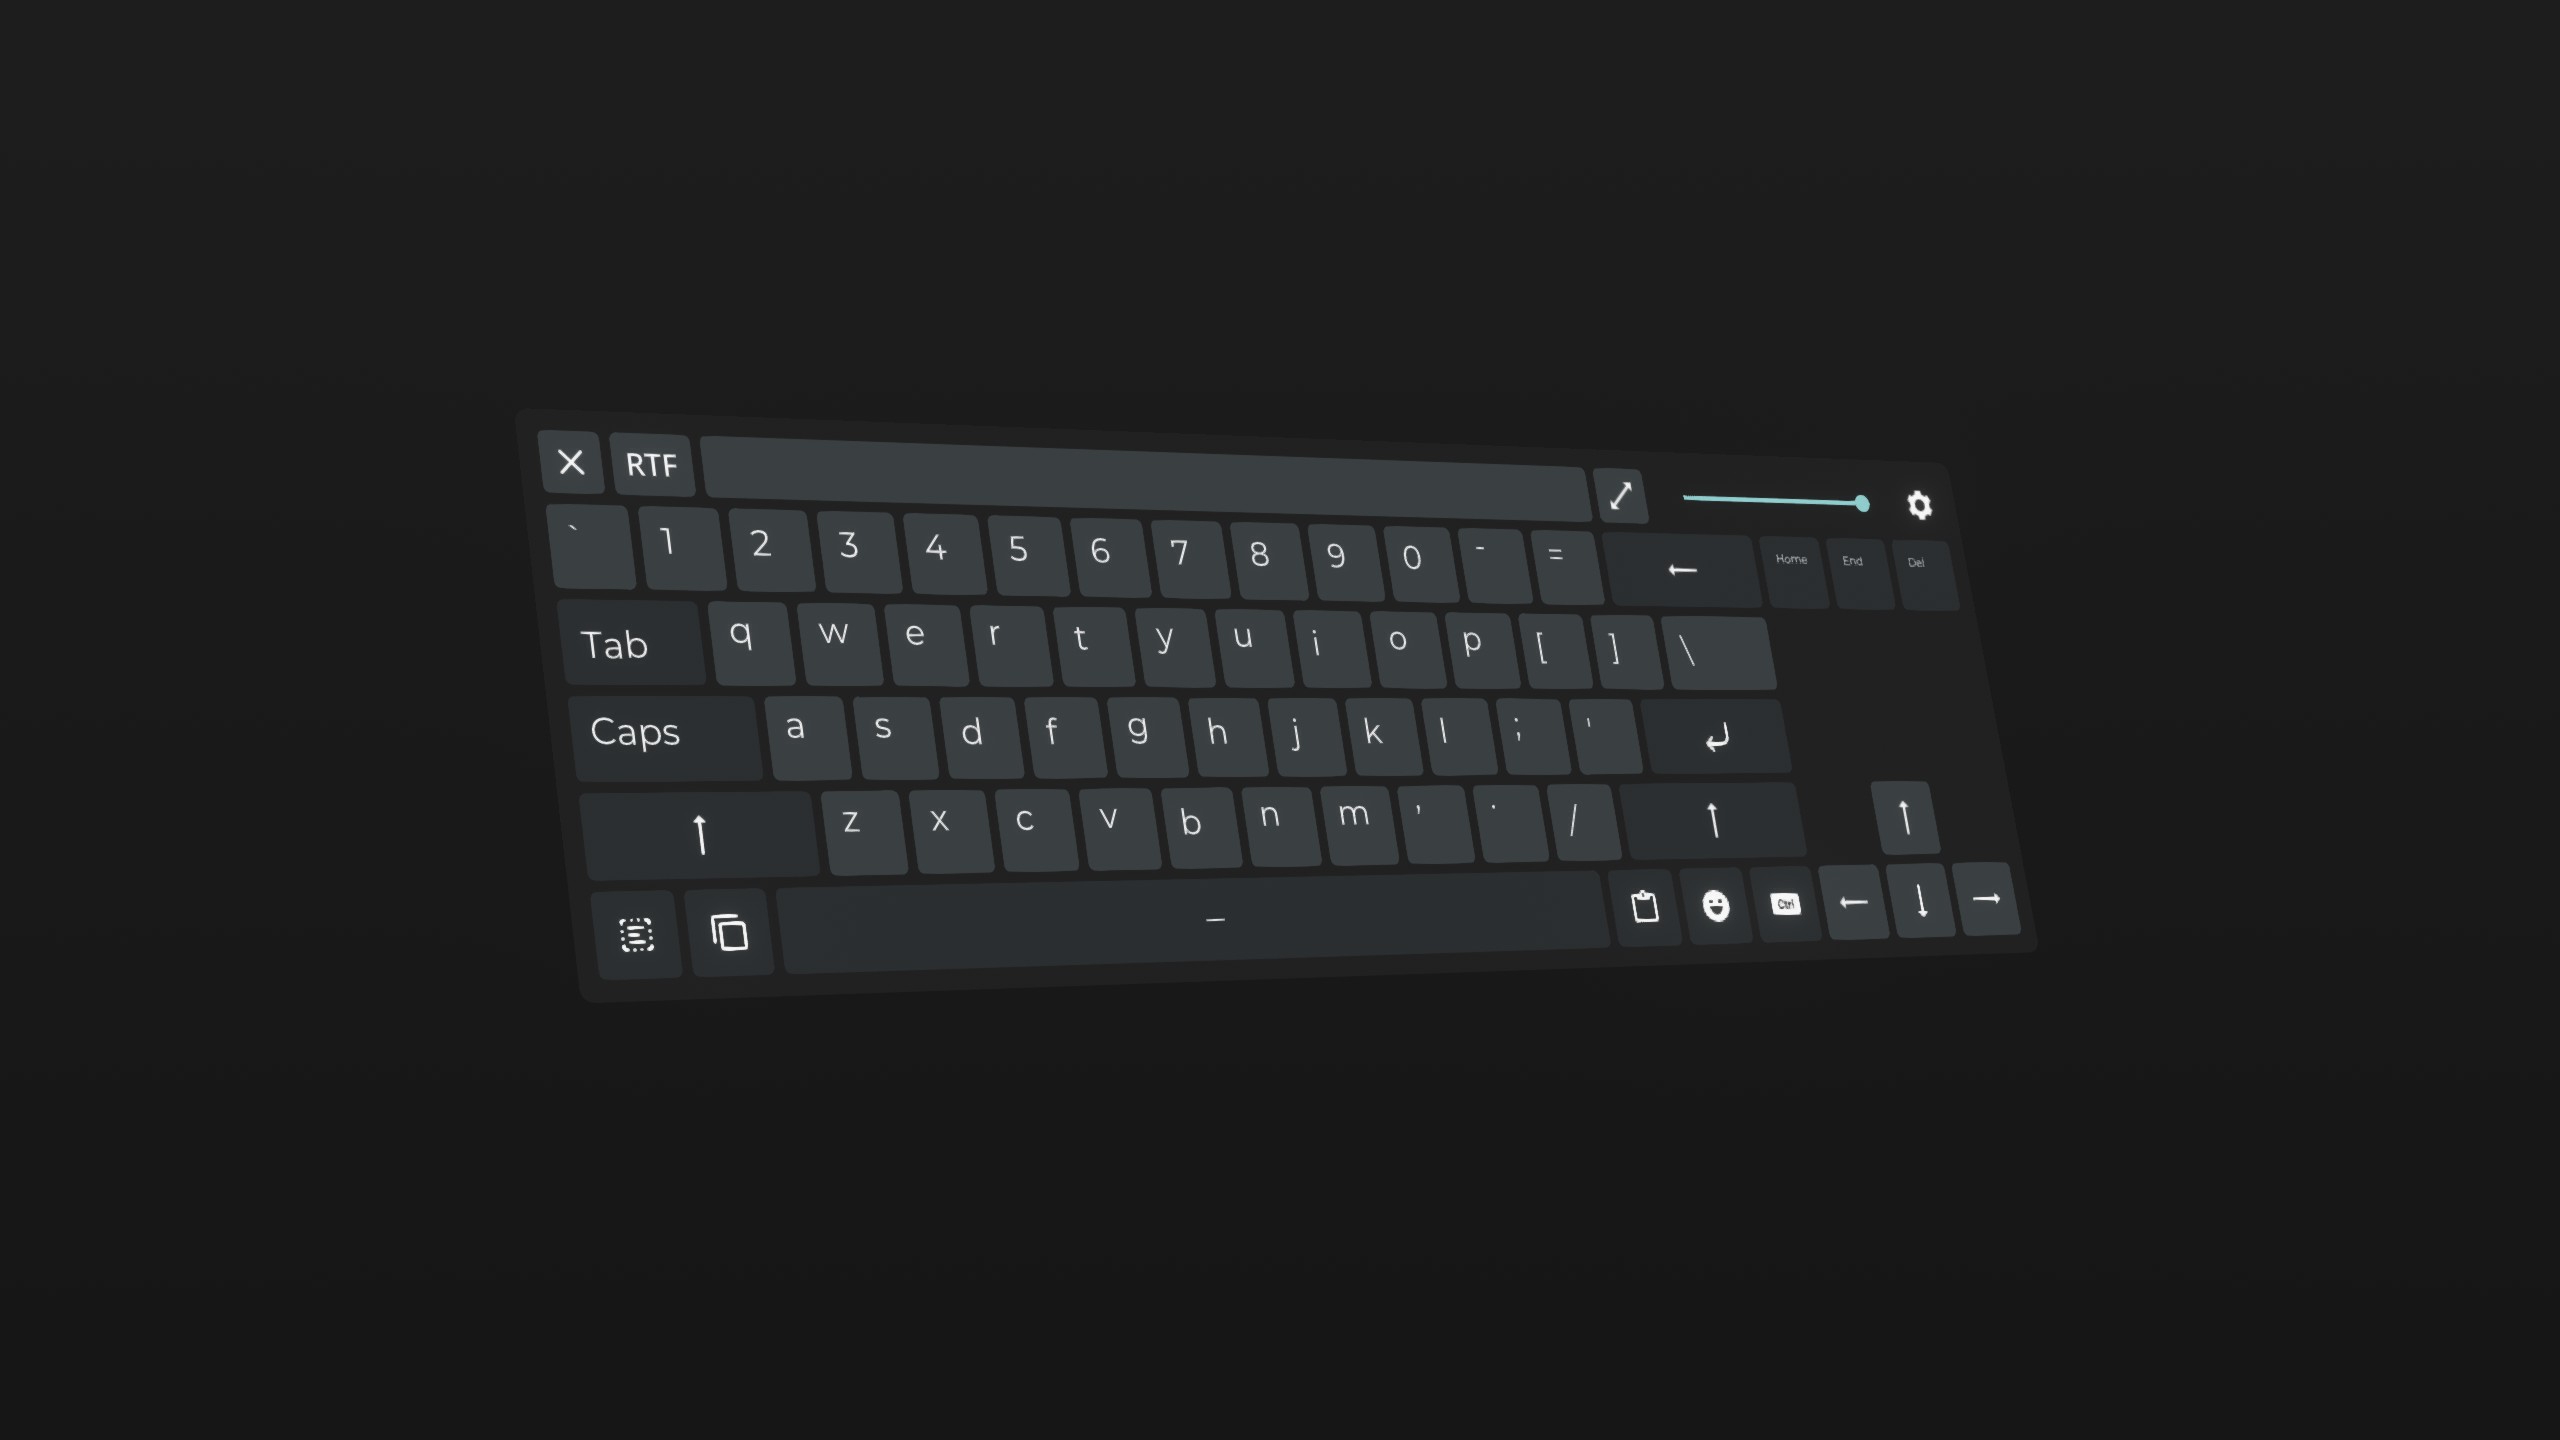 RTF
` 1 2 3 4 5 6 7 8 9 0 - = Home End Del
Tab q w e r t y u i o p [ ] \
Caps a s d f g h j k l ; '
z x c v b n m , . /
Ctrl